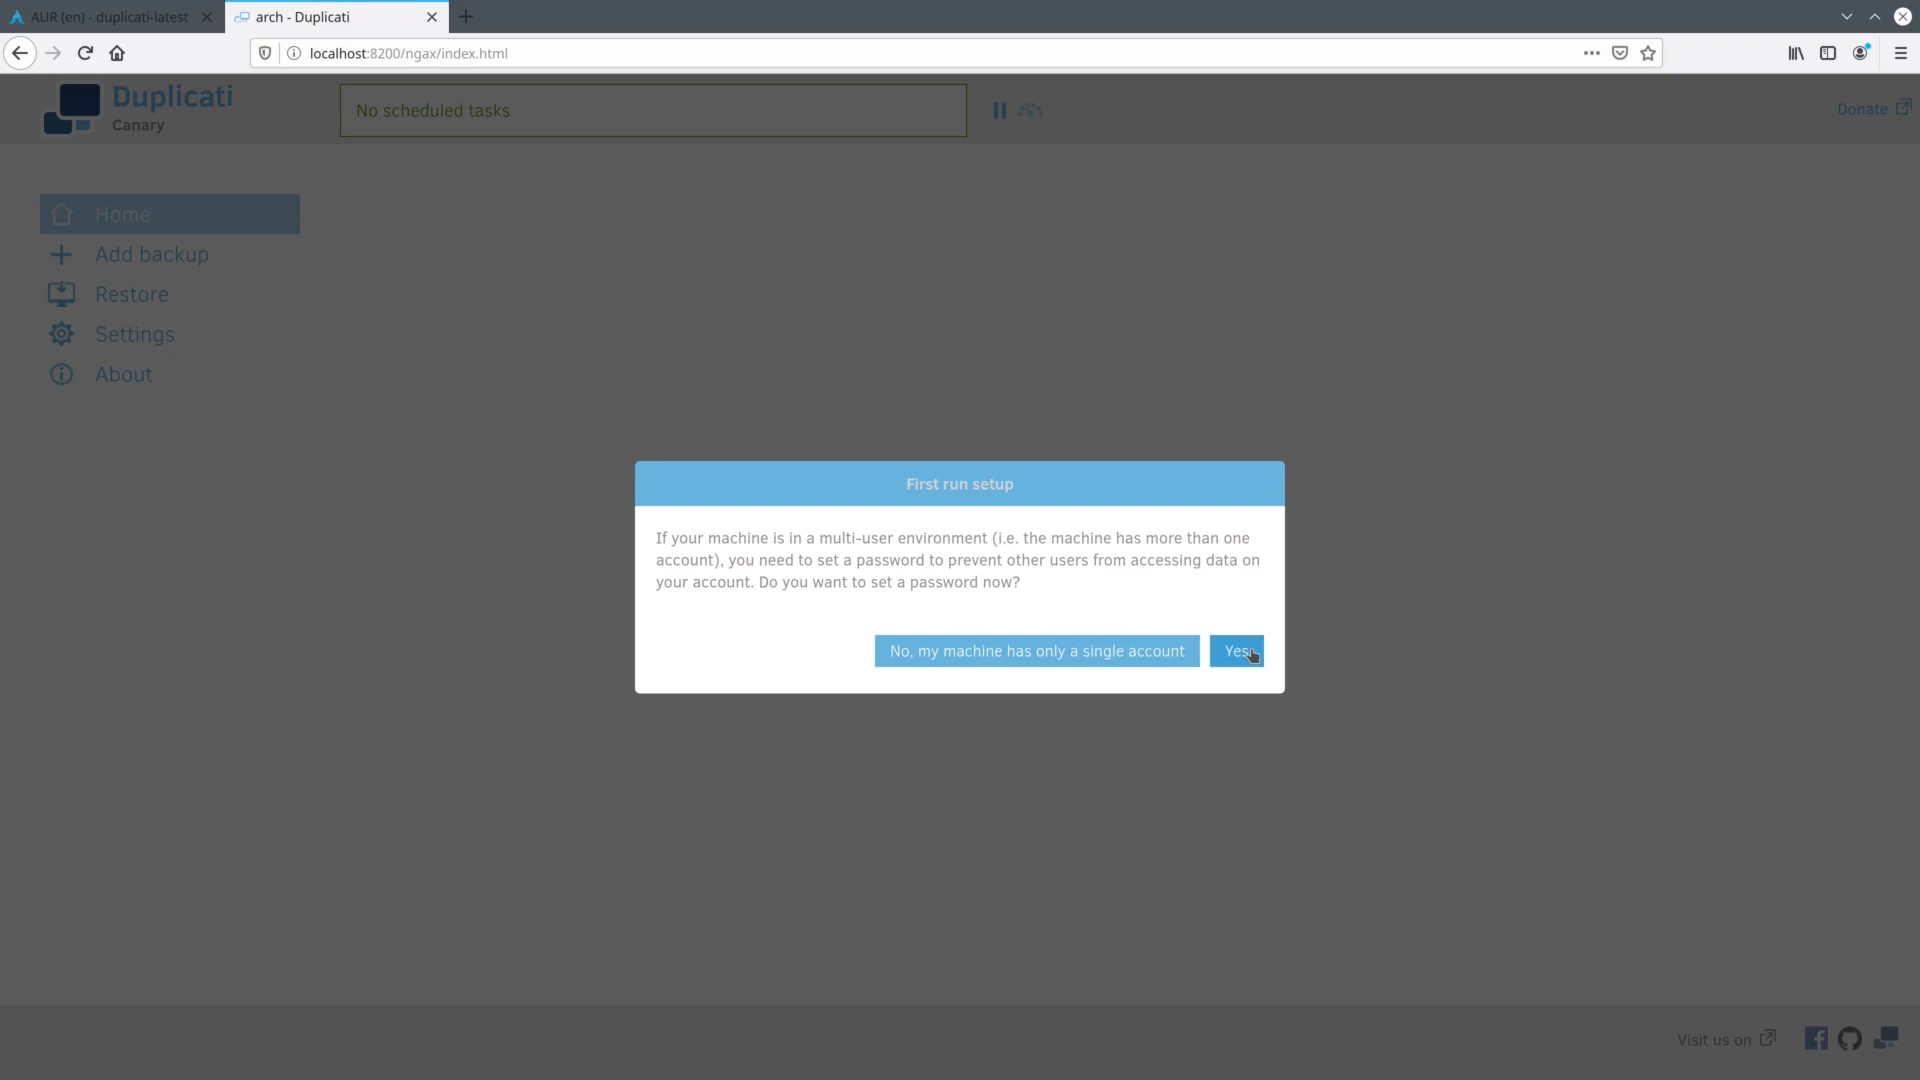 AUR (en) - duplicati-latest
arch - Duplicati
localhost:8200/ngax/index.html
Duplicati
Canary
No scheduled tasks
Donate
Home
Add backup
Restore
Settings
About
First run setup
If your machine is in a multi-user environment (i.e. the machine has more than one
account), you need to set a password to prevent other users from accessing data on
your account. Do you want to set a password now?
No, my machine has only a single account
Yes
Visit us on